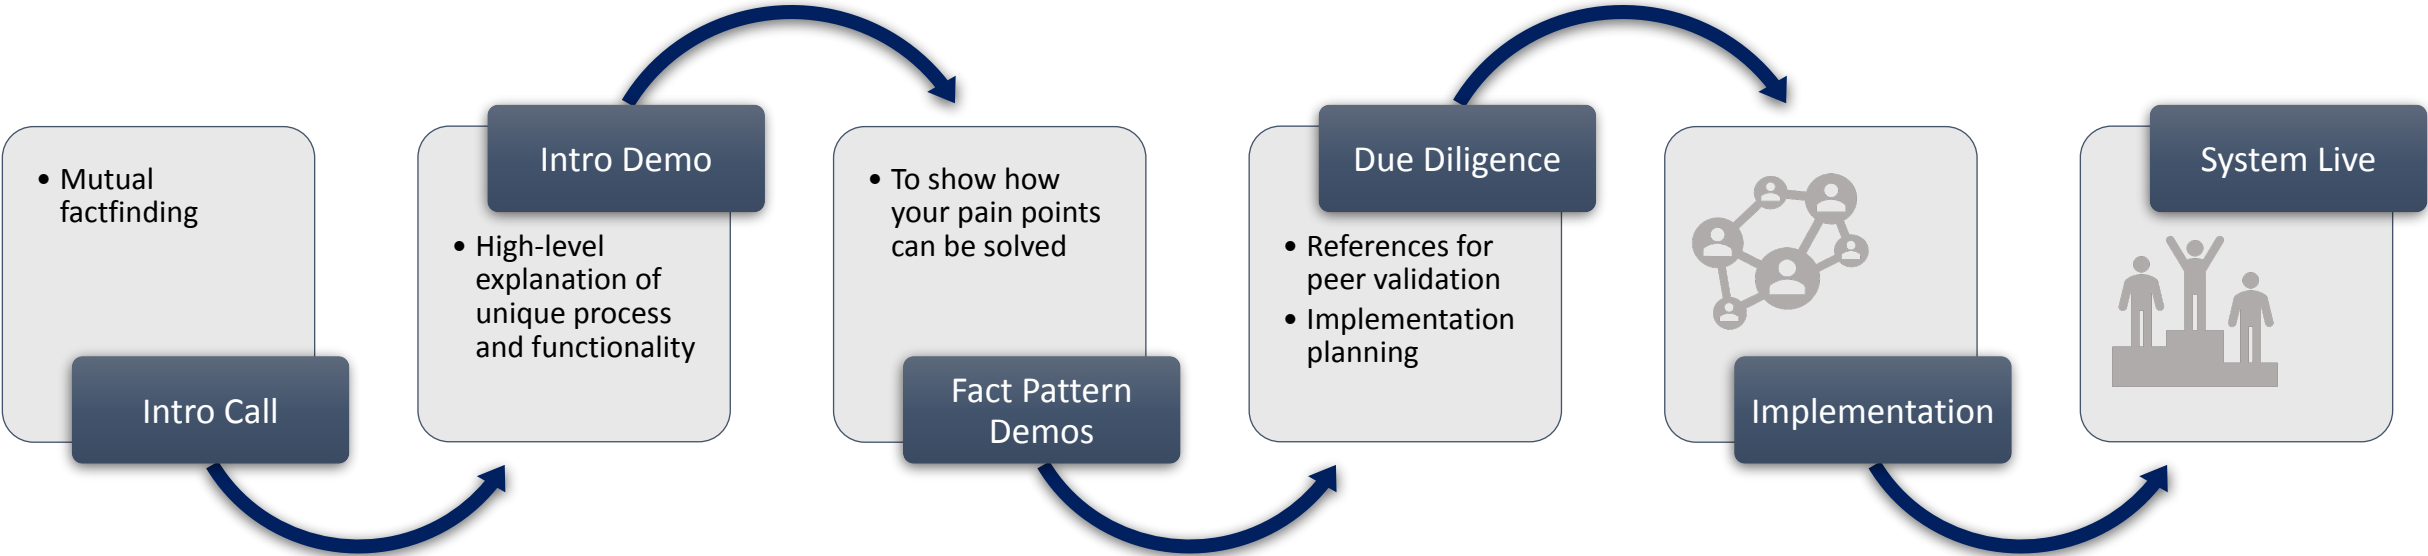 • Mutual
factfinding
Intro Call
Intro Demo
• High-level
explanation of
unique process
and functionality
• To show how
your pain points
can be solved
Fact Pattern
Demos
Due Diligence
• References for
peer validation
• Implementation
planning
Implementation
System Live